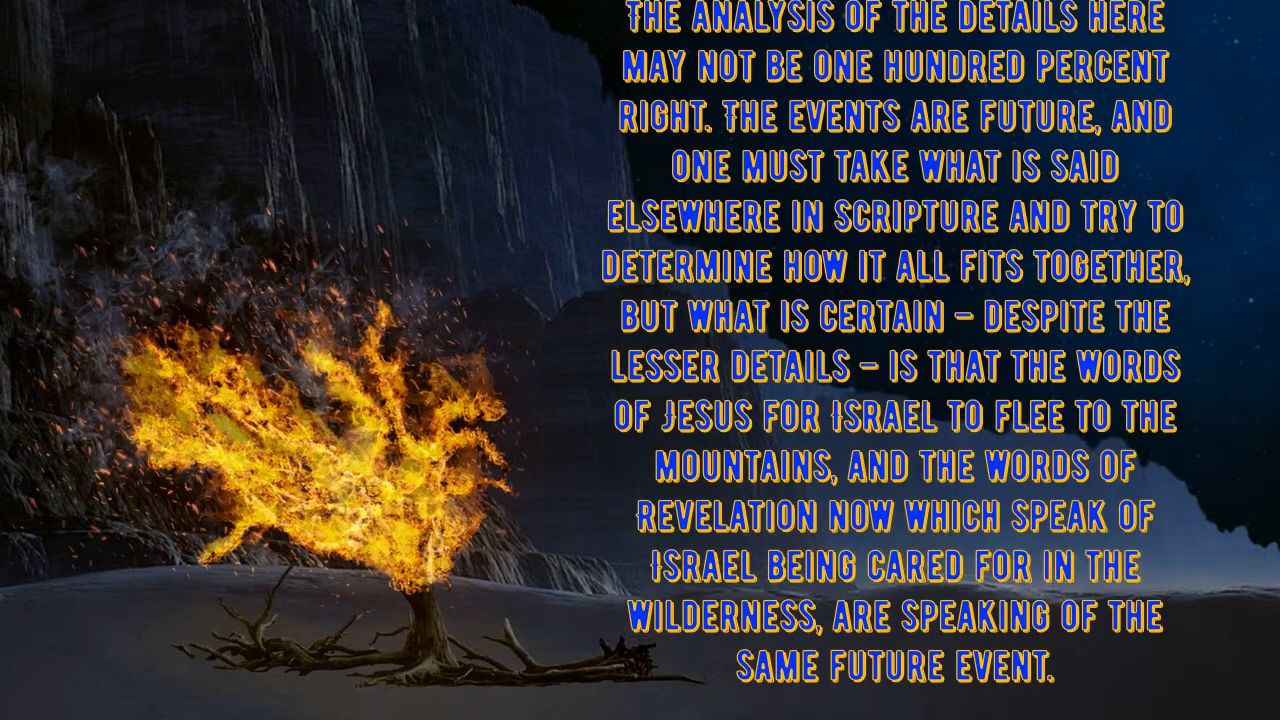 THE ANALYSIS OF THE DETAILS HERE
MAY NOT BE ONE HUNDRED PERCENT
RIGHT. THE EVENTS ARE FUTURE, AND
ONE MUST TAKE WHAT IS SAID
ELSEWHERE IN SCRIPTURE AND TRY TO
DETERMINE HOW IT ALL FITS TOGETHER,
BUT WHAT IS CERTAIN – DESPITE THE
LESSER DETAILS – IS THAT THE WORDS
OF JESUS FOR ISRAEL TO FLEE TO THE
MOUNTAINS, AND THE WORDS OF
REVELATION NOW WHICH SPEAK OF
ISRAEL BEING CARED FOR IN THE
WILDERNESS, ARE SPEAKING OF THE
SAME FUTURE EVENT.